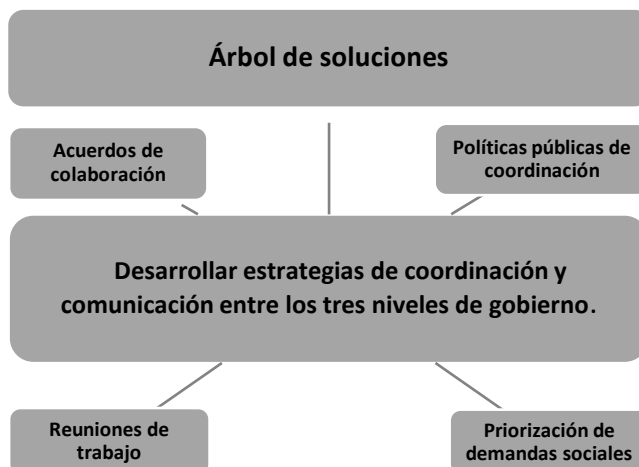 Árbol de soluciones
Acuerdos de
colaboración
Políticas públicas de
coordinación
Desarrollar estrategias de coordinación y
comunicación entre los tres niveles de gobierno.
Reuniones de
trabajo
Priorización de
demandas sociales